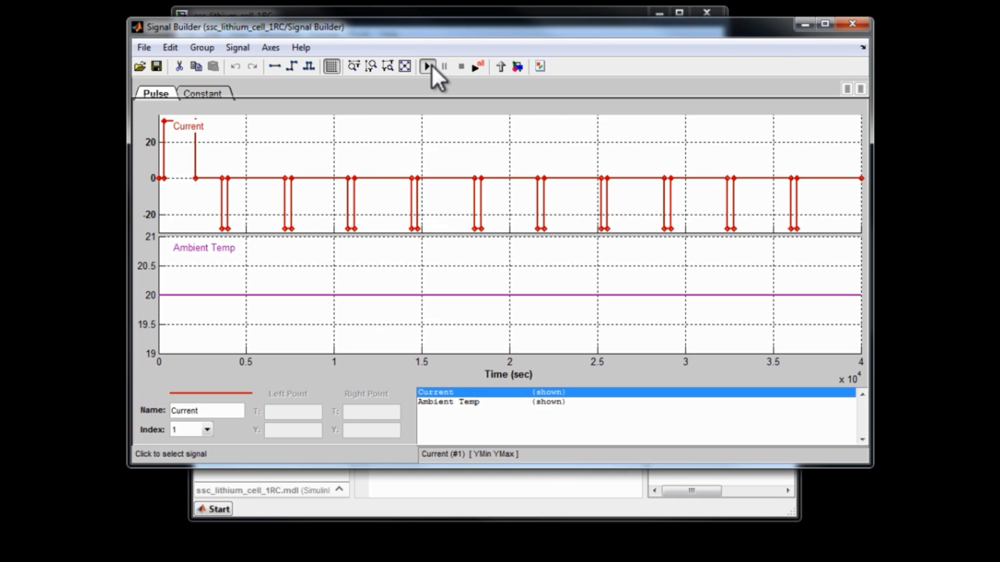 ssc_lithium_cell_1RC
Signal Builder (ssc_lithium_cell_1RC/Signal Builder)
File Edit Group Signal Axes Help
all
Pulse Constant
Current
20
0
-20
21
Ambient Temp
20.5
20
19.5
19
0 0.5 1 1.5 2 2.5 3 3.5 4
Time (sec)
x 10^4
Left Point Right Point
Name: Current T: T:
Index: 1 Y: Y:
Current (shown)
Ambient Temp (shown)
Click to select signal
Current (#1) [ YMin YMax ]
ssc_lithium_cell_1RC.mdl (Simulinl
Start